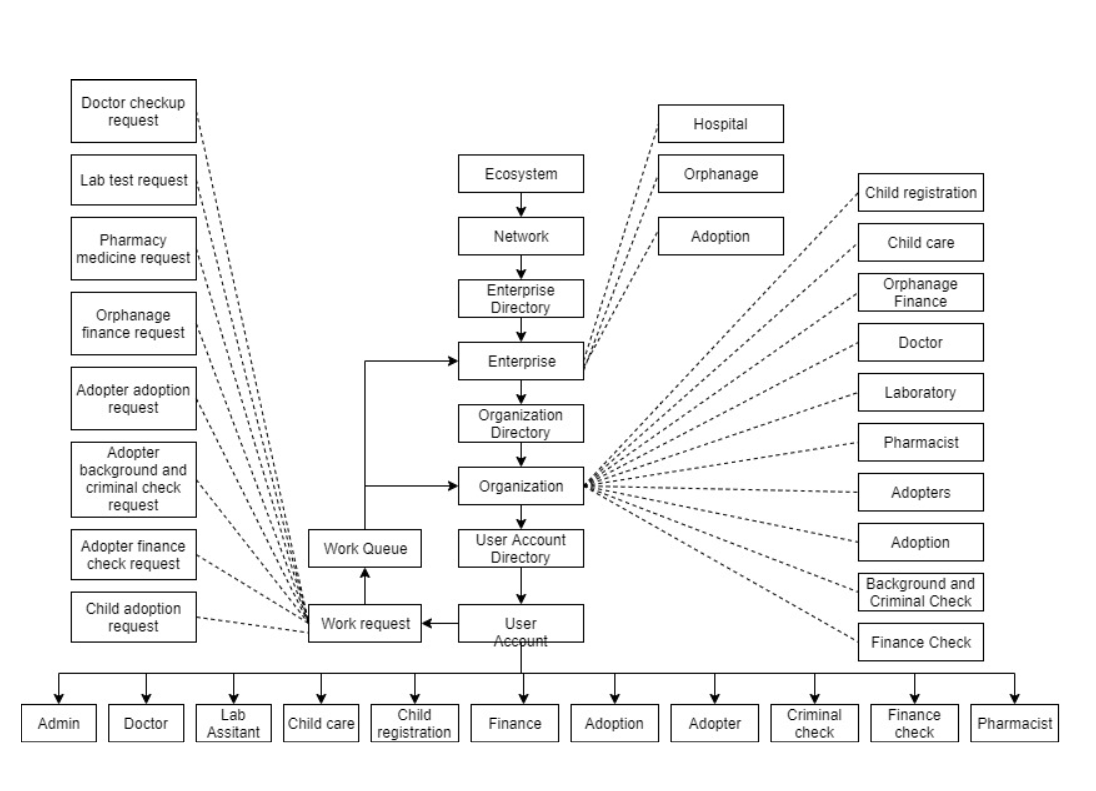 Doctor checkup
request
Lab test request
Pharmacy
medicine request
Orphanage
finance request
Adopter adoption
request
Adopter
background and
criminal check
request
Adopter finance
check request
Child adoption
request
Work Queue
Work request
Ecosystem
Network
Enterprise
Directory
Enterprise
Organization
Directory
Organization
User Account
Directory
User
Account
Hospital
Orphanage
Adoption
Child registration
Child care
Orphanage
Finance
Doctor
Laboratory
Pharmacist
Adopters
Adoption
Background and
Criminal Check
Finance Check
Admin
Doctor
Lab
Assitant
Child care
Child
registration
Finance
Adoption
Adopter
Criminal
check
Finance
check
Pharmacist